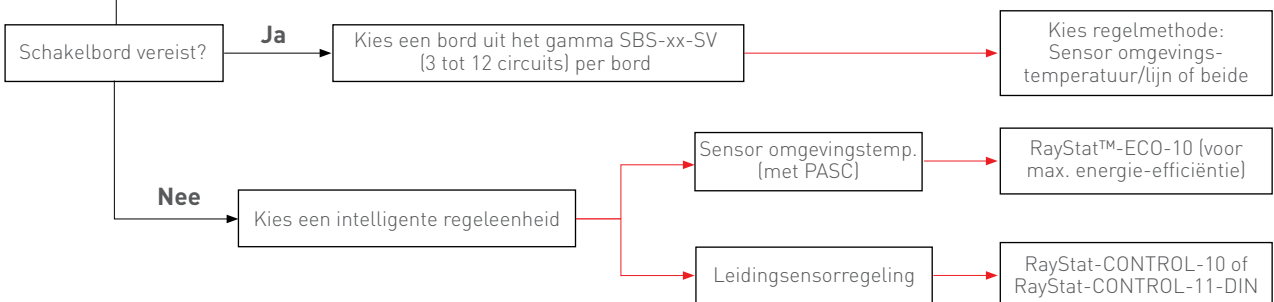 Schakelbord vereist?
Ja
Kies een bord uit het gamma SBS-xx-SV
(3 tot 12 circuits) per bord
Kies regelmethode:
Sensor omgevings-
temperatuur/lijn of beide
Nee
Kies een intelligente regeleenheid
Sensor omgevingstemp.
(met PASC)
RayStat™-ECO-10 (voor
max. energie-efficiëntie)
Leidingsensorregeling
RayStat-CONTROL-10 of
RayStat-CONTROL-11-DIN